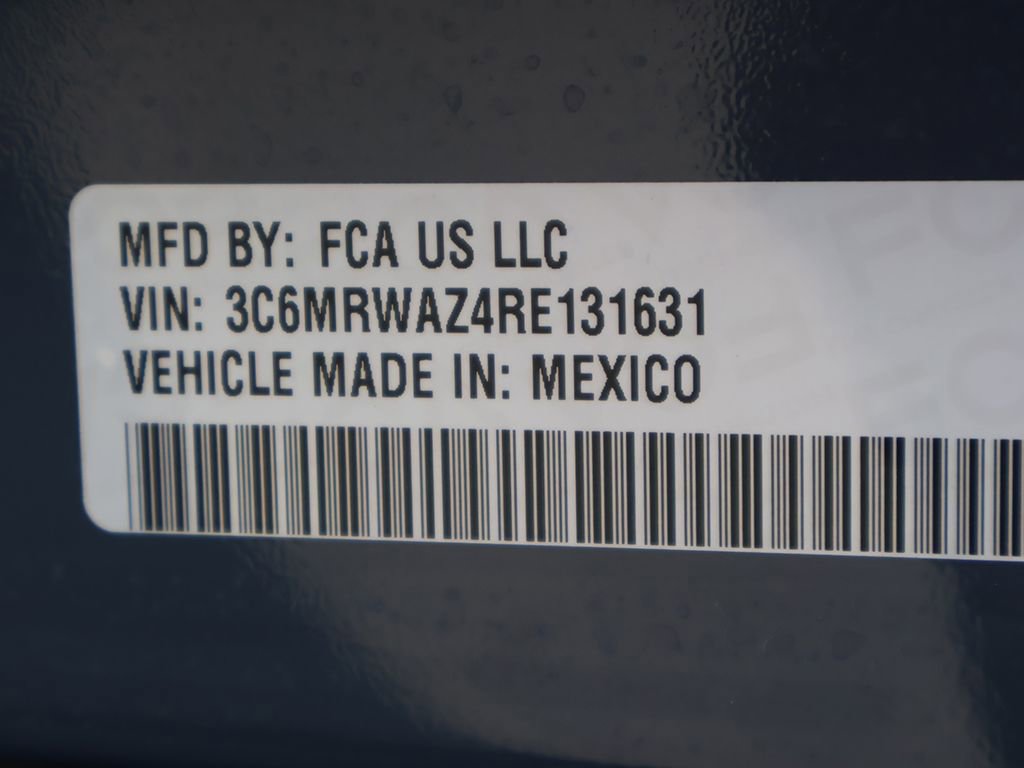 MFD BY: FCA US LLC
VIN: 3C6MRWAZ4RE131631
VEHICLE MADE IN: MEXICO